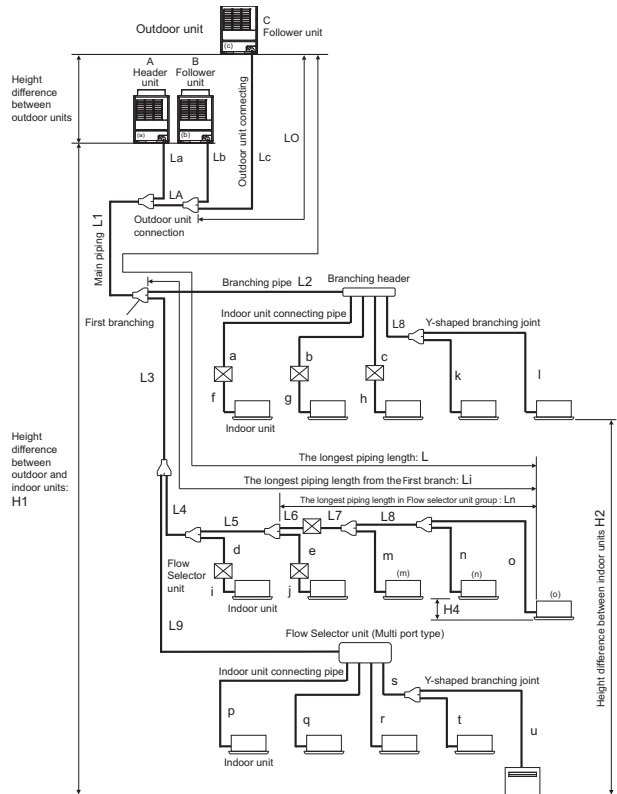 C
Follower unit
Outdoor unit
(c)
A
Header
unit
B
Follower
unit
(a)
(b)
Height
difference
between
outdoor units
La
Lb
Lc
Outdoor unit connecting
LO
LA
Outdoor unit
connection
Main piping L1
Branching pipe L2
Branching header
First branching
Indoor unit connecting pipe
L8
Y-shaped branching joint
a
b
c
k
l
f
g
h
Indoor unit
L3
The longest piping length: L
The longest piping length from the First branch: Li
The longest piping length in Flow selector unit group : Ln
Height
difference
between
outdoor and
indoor units:
H1
L4
L5
L6
L7
L8
d
e
m
n
o
Flow
Selector
unit
i
j
(m)
(n)
(o)
Indoor unit
H4
Height difference between indoor units H2
L9
Flow Selector unit (Multi port type)
Indoor unit connecting pipe
s
Y-shaped branching joint
p
q
r
t
u
Indoor unit